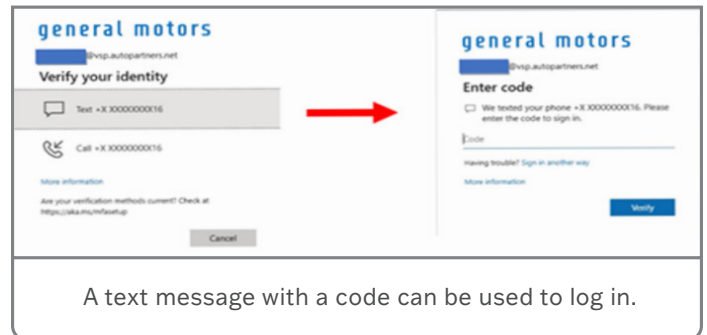 general motors
@vsp.autopartners.net
Verify your identity
Text +X XXXXXXXX16
Call +X XXXXXXXX16
More information
Are your verification methods current? Check at
https://aka.ms/mfasetup
Cancel
general motors
@vsp.autopartners.net
Enter code
We texted your phone +X XXXXXXXX16. Please
enter the code to sign in.
Code
Having trouble? Sign in another way
More information
Verify
A text message with a code can be used to log in.